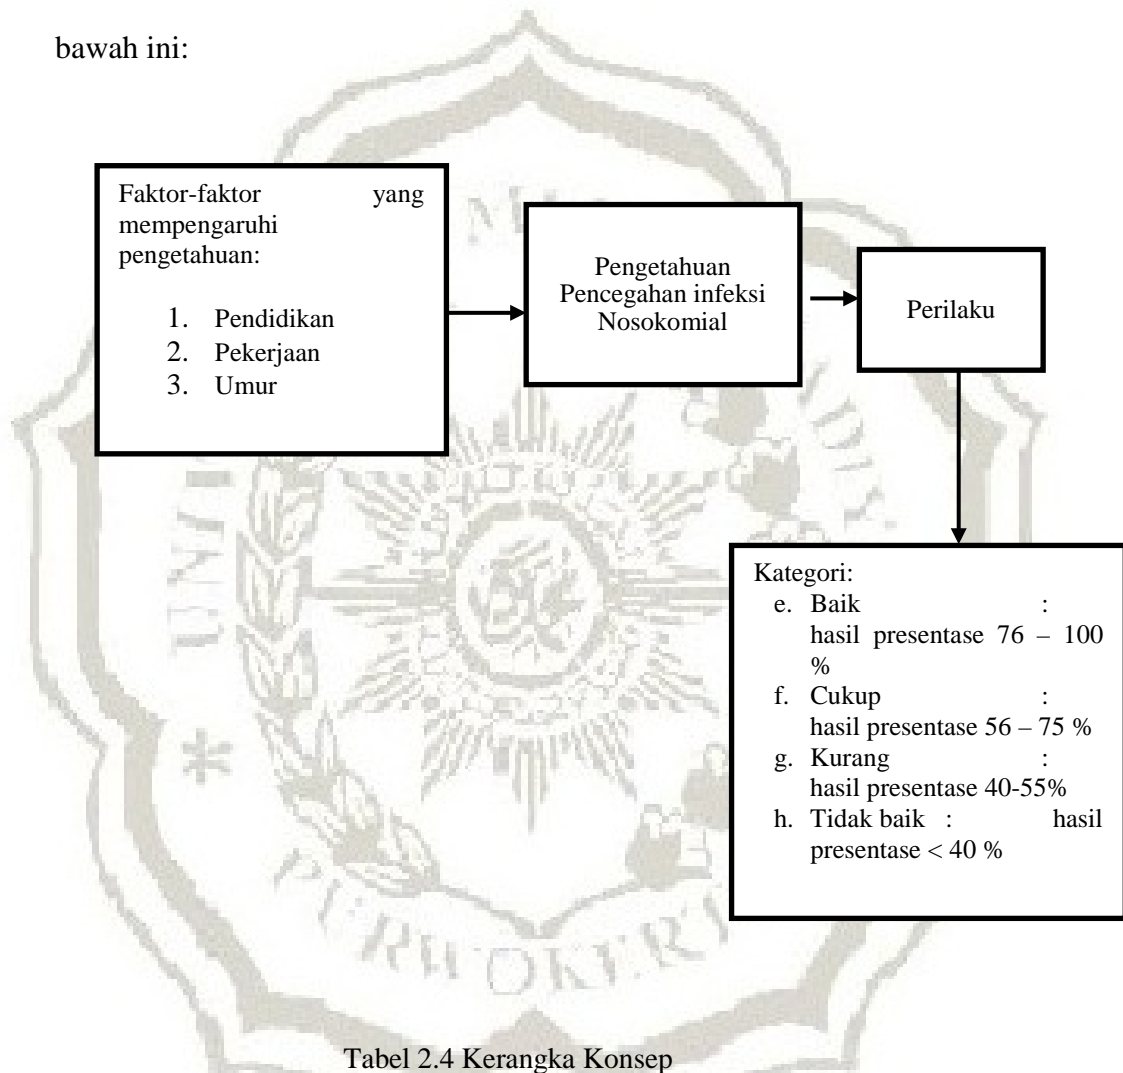 bawah ini:
Faktor-faktor yang
mempengaruhi
pengetahuan:
1. Pendidikan
2. Pekerjaan
3. Umur
Pengetahuan
Pencegahan infeksi
Nosokomial
Perilaku
Kategori:
e. Baik :
hasil presentase 76 – 100
%
f. Cukup :
hasil presentase 56 – 75 %
g. Kurang :
hasil presentase 40-55%
h. Tidak baik : hasil
presentase < 40 %
PURWOKERTO
Tabel 2.4 Kerangka Konsep